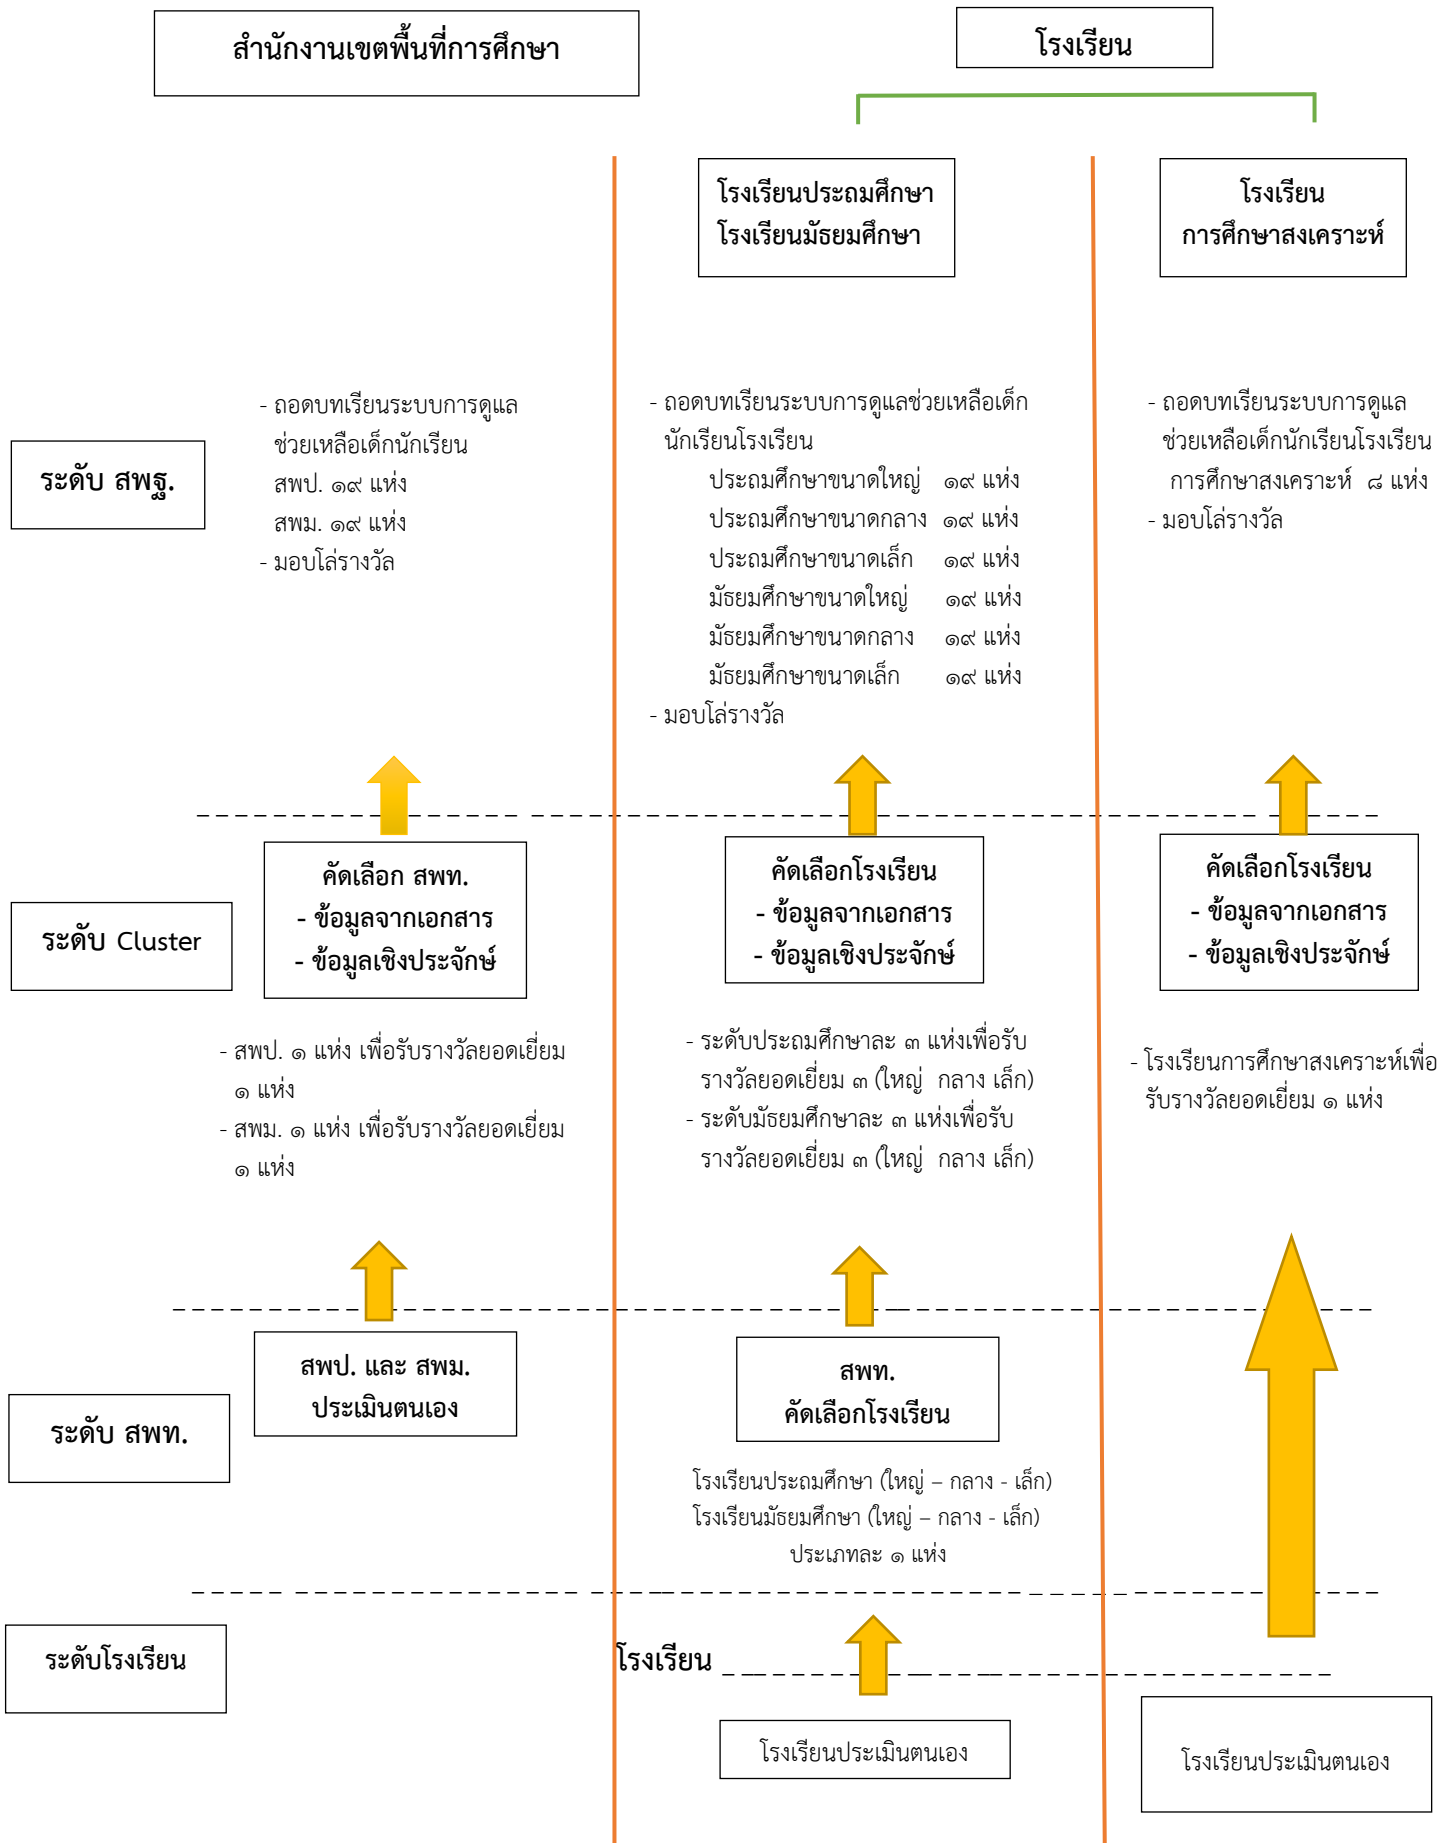 สำนักงานเขตพื้นที่การศึกษา
โรงเรียน
โรงเรียนประถมศึกษา
โรงเรียนมัธยมศึกษา
โรงเรียน
การศึกษาสงเคราะห์
ระดับ สพฐ.
- ถอดบทเรียนระบบการดูแล
ช่วยเหลือเด็กนักเรียน
สพป. ๑๙ แห่ง
สพม. ๑๙ แห่ง
- มอบโล่รางวัล
- ถอดบทเรียนระบบการดูแลช่วยเหลือเด็ก
นักเรียนโรงเรียน
ประถมศึกษาขนาดใหญ่ ๑๙ แห่ง
ประถมศึกษาขนาดกลาง ๑๙ แห่ง
ประถมศึกษาขนาดเล็ก ๑๙ แห่ง
มัธยมศึกษาขนาดใหญ่ ๑๙ แห่ง
มัธยมศึกษาขนาดกลาง ๑๙ แห่ง
มัธยมศึกษาขนาดเล็ก ๑๙ แห่ง
- มอบโล่รางวัล
- ถอดบทเรียนระบบการดูแล
ช่วยเหลือเด็กนักเรียนโรงเรียน
การศึกษาสงเคราะห์ ๘ แห่ง
- มอบโล่รางวัล
ระดับ Cluster
คัดเลือก สพท.
- ข้อมูลจากเอกสาร
- ข้อมูลเชิงประจักษ์
คัดเลือกโรงเรียน
- ข้อมูลจากเอกสาร
- ข้อมูลเชิงประจักษ์
คัดเลือกโรงเรียน
- ข้อมูลจากเอกสาร
- ข้อมูลเชิงประจักษ์
- สพป. ๑ แห่ง เพื่อรับรางวัลยอดเยี่ยม
๑ แห่ง
- สพม. ๑ แห่ง เพื่อรับรางวัลยอดเยี่ยม
๑ แห่ง
- ระดับประถมศึกษาละ ๓ แห่งเพื่อรับ
รางวัลยอดเยี่ยม ๓ (ใหญ่ กลาง เล็ก)
- ระดับมัธยมศึกษาละ ๓ แห่งเพื่อรับ
รางวัลยอดเยี่ยม ๓ (ใหญ่ กลาง เล็ก)
- โรงเรียนการศึกษาสงเคราะห์เพื่อ
รับรางวัลยอดเยี่ยม ๑ แห่ง
ระดับ สพท.
สพป. และ สพม.
ประเมินตนเอง
สพท.
คัดเลือกโรงเรียน
โรงเรียนประถมศึกษา (ใหญ่ – กลาง - เล็ก)
โรงเรียนมัธยมศึกษา (ใหญ่ – กลาง - เล็ก)
ประเภทละ ๑ แห่ง
ระดับโรงเรียน
โรงเรียน
โรงเรียนประเมินตนเอง
โรงเรียนประเมินตนเอง